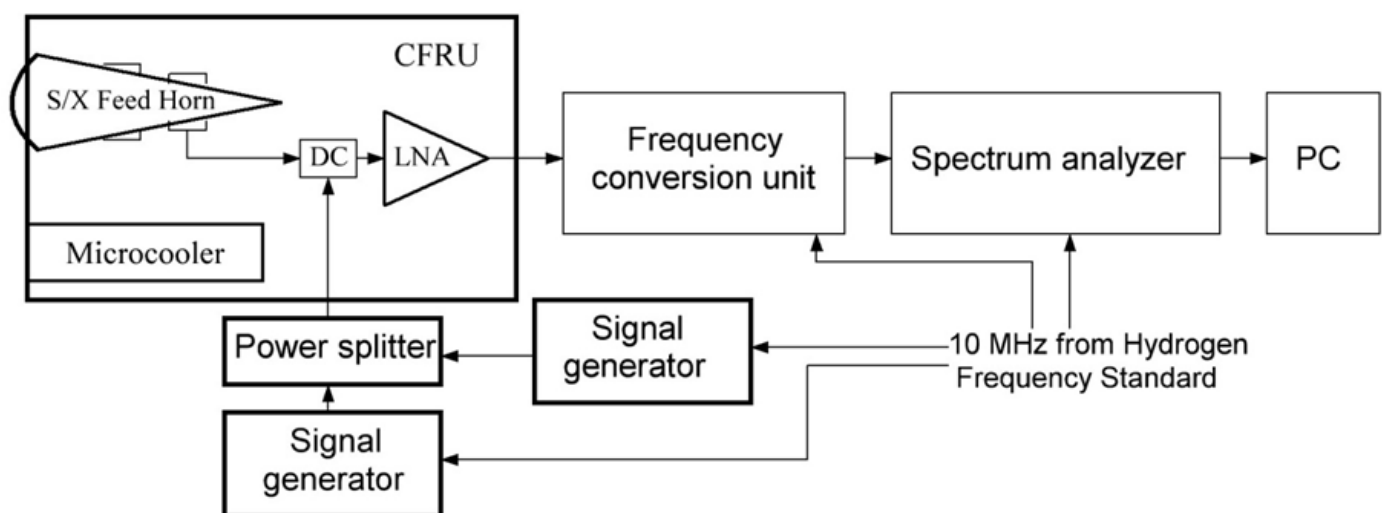 CFRU
S/X Feed Horn
DC
LNA
Microcooler
Frequency
conversion unit
Spectrum analyzer
PC
Power splitter
Signal
generator
10 MHz from Hydrogen
Frequency Standard
Signal
generator